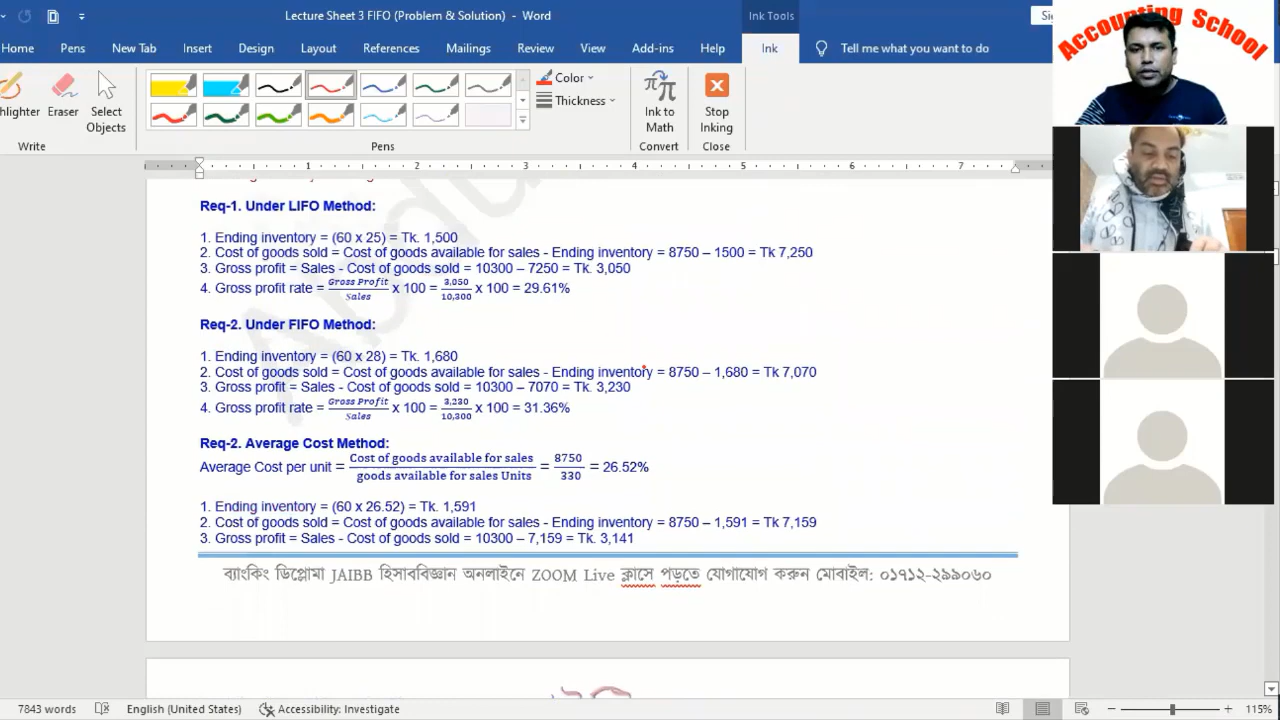 Lecture Sheet 3 FIFO (Problem & Solution) - Word
Ink Tools
Accounting School
Home Pens New Tab Insert Design Layout References Mailings Review View Add-ins Help Ink Tell me what you want to do
Eraser
Select Objects
Color
Thickness
Ink to Math
Stop Inking
Write
Pens
Convert
Close
1 2 3 4 5 6 7
Req-1. Under LIFO Method:
1. Ending inventory = (60 x 25) = Tk. 1,500
2. Cost of goods sold = Cost of goods available for sales - Ending inventory = 8750 – 1500 = Tk 7,250
3. Gross profit = Sales - Cost of goods sold = 10300 – 7250 = Tk. 3,050
4. Gross profit rate = Gross Profit/Sales x 100 = 3,050/10,300 x 100 = 29.61%
Req-2. Under FIFO Method:
1. Ending inventory = (60 x 28) = Tk. 1,680
2. Cost of goods sold = Cost of goods available for sales - Ending inventory = 8750 – 1,680 = Tk 7,070
3. Gross profit = Sales - Cost of goods sold = 10300 – 7070 = Tk. 3,230
4. Gross profit rate = Gross Profit/Sales x 100 = 3,230/10,300 x 100 = 31.36%
Req-2. Average Cost Method:
Average Cost per unit = Cost of goods available for sales/goods available for sales Units = 8750/330 = 26.52%
1. Ending inventory = (60 x 26.52) = Tk. 1,591
2. Cost of goods sold = Cost of goods available for sales - Ending inventory = 8750 – 1,591 = Tk 7,159
3. Gross profit = Sales - Cost of goods sold = 10300 – 7,159 = Tk. 3,141
ব্যাংকিং ডিপ্লোমা JAIBB হিসাববিজ্ঞান অনলাইনে ZOOM Live ক্লাসে পড়তে যোগাযোগ করুন মোবাইল: ০১৭১২-২৯৯০৬০
7843 words English (United States) Accessibility: Investigate 115%